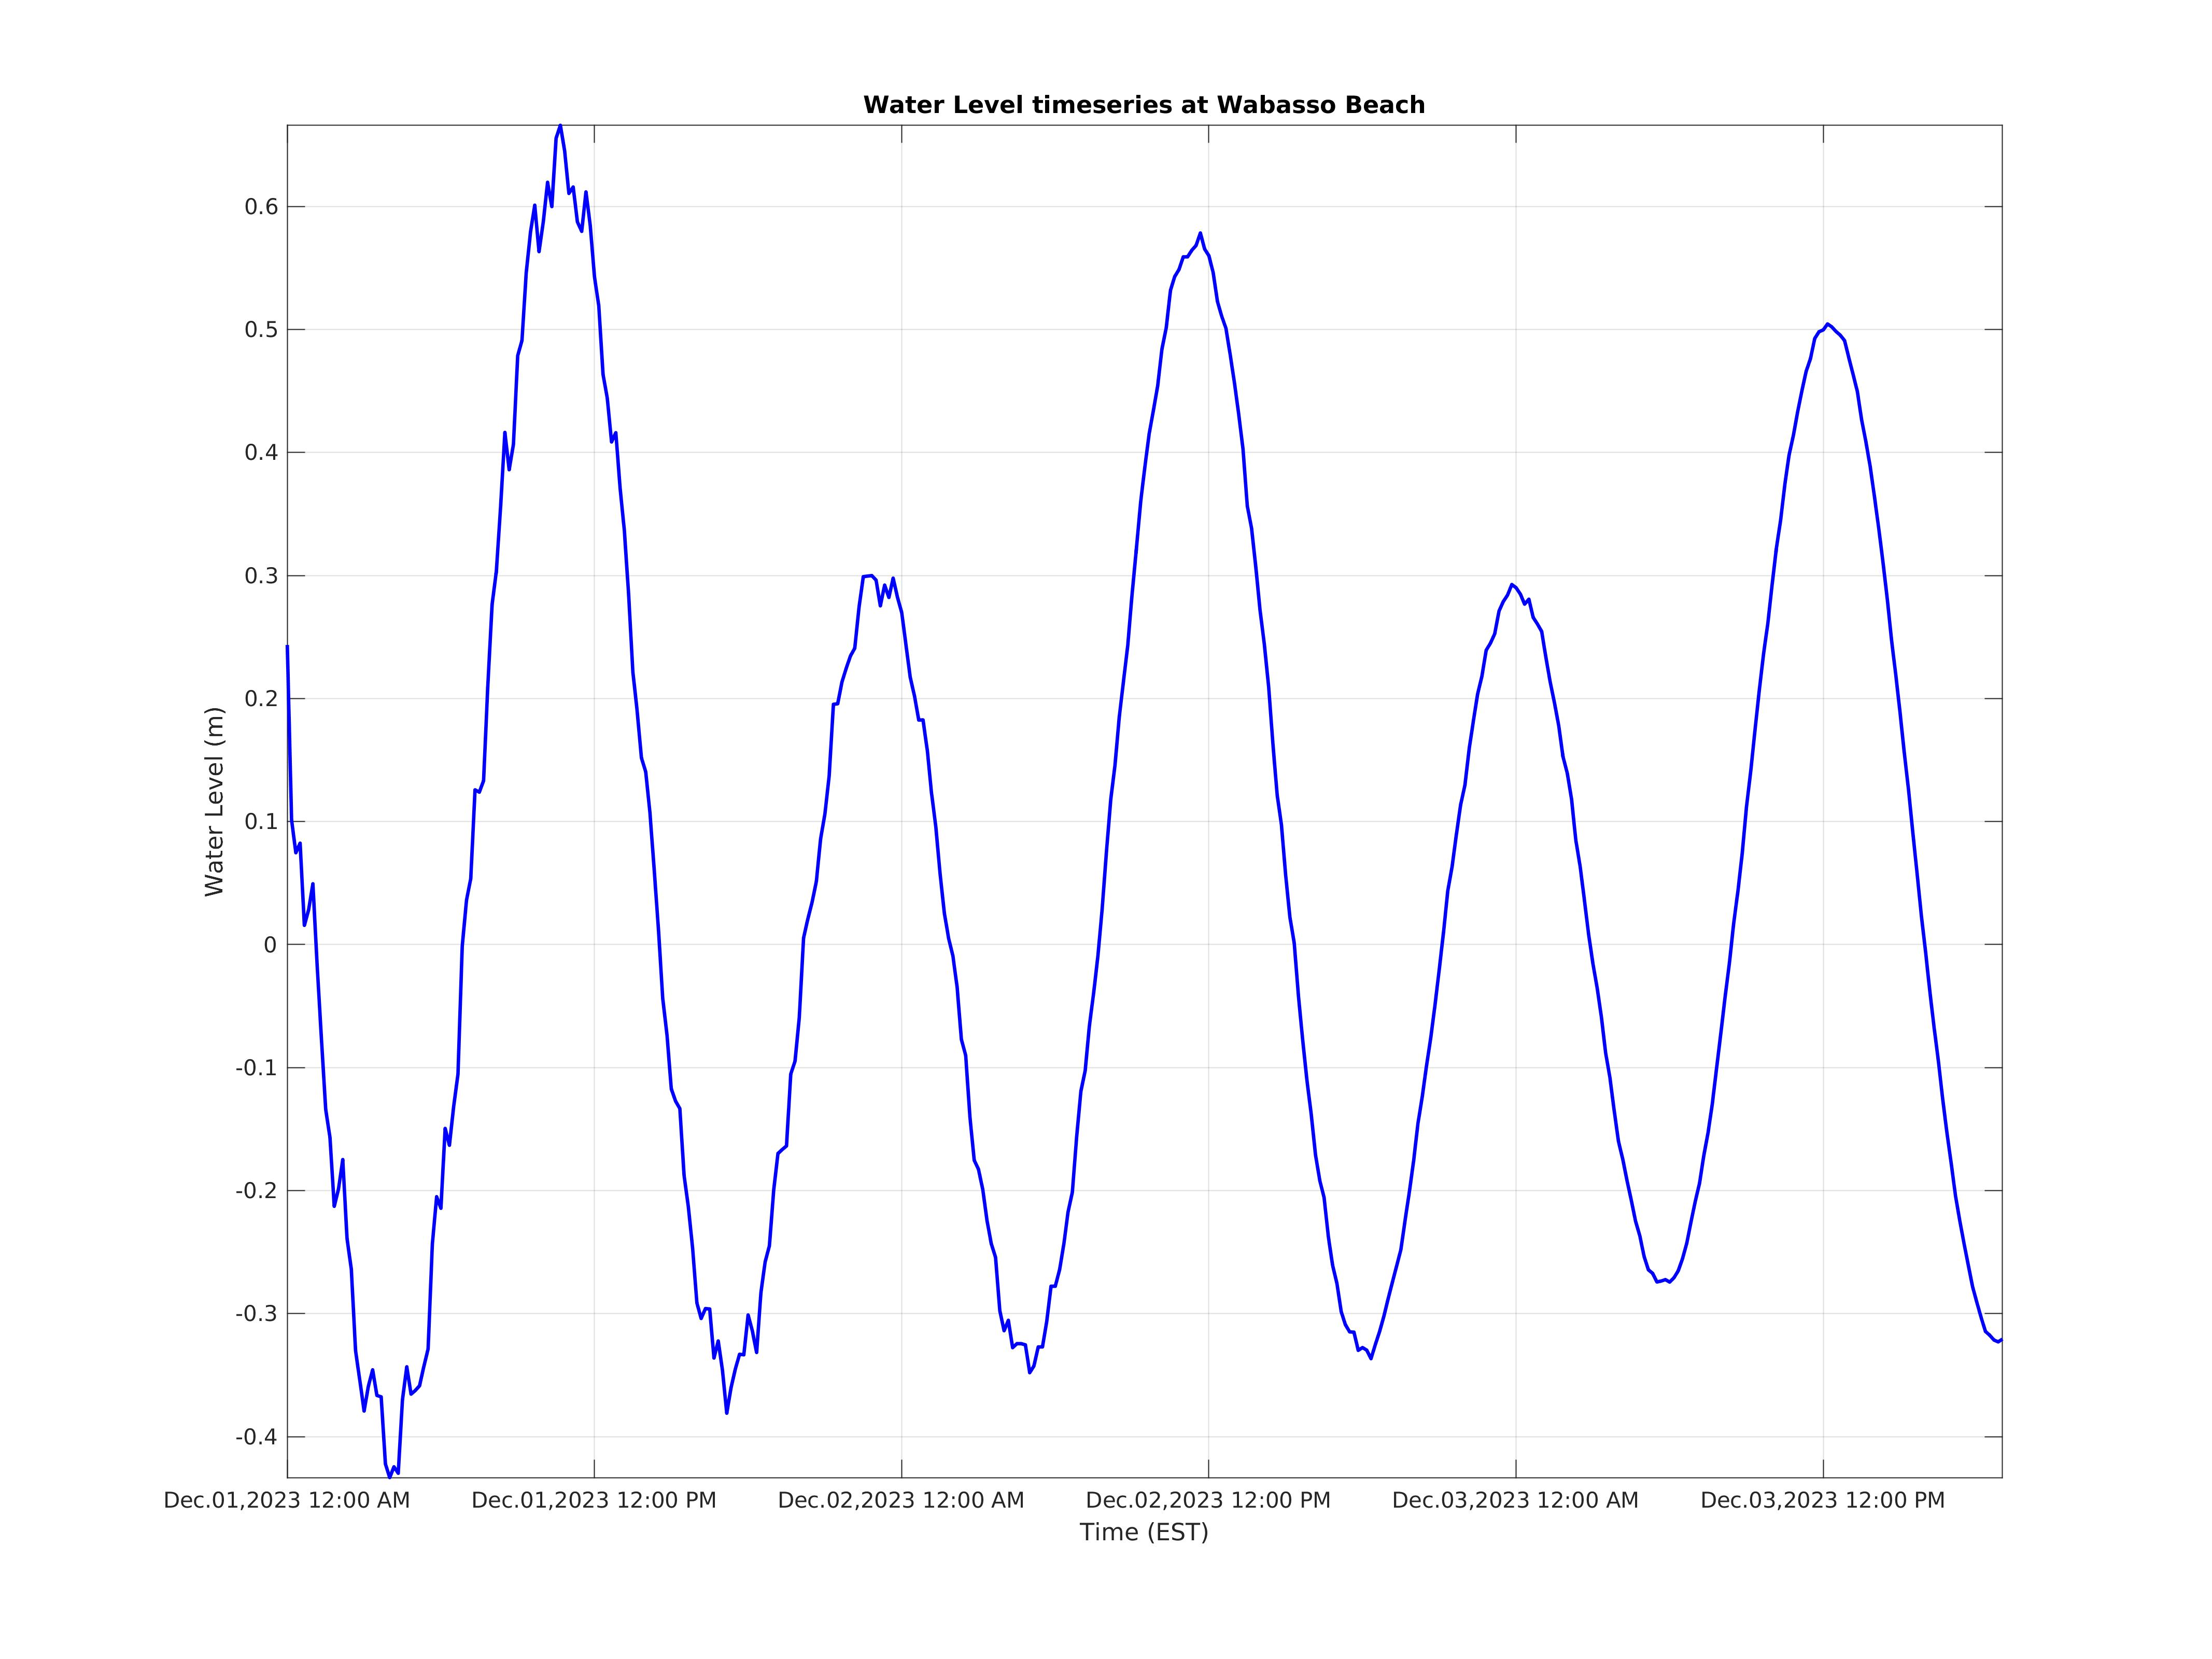 Water Level timeseries at Wabasso Beach
Water Level (m)
0.6
0.5
0.4
0.3
0.2
0.1
0
-0.1
-0.2
-0.3
-0.4
Dec.01,2023 12:00 AM
Dec.01,2023 12:00 PM
Dec.02,2023 12:00 AM
Dec.02,2023 12:00 PM
Dec.03,2023 12:00 AM
Dec.03,2023 12:00 PM
Time (EST)